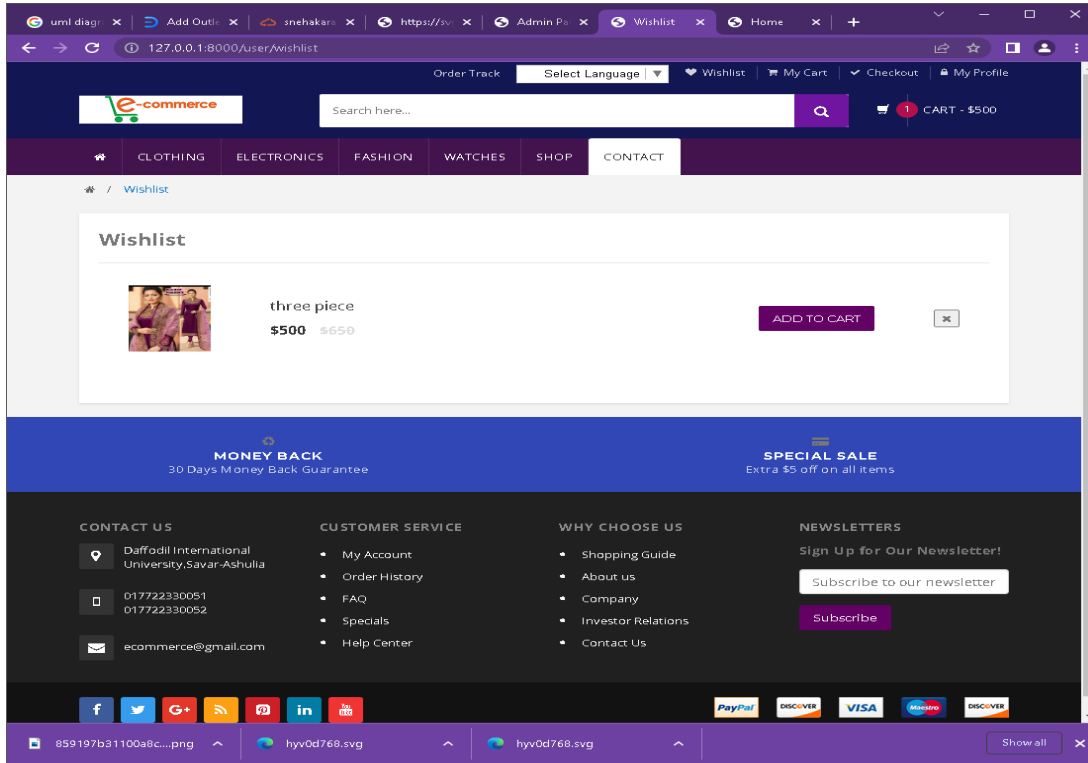 uml diagr
Add Outle
snehakara
https://sv
Admin Pa
Wishlist
Home
127.0.0.1:8000/user/wishlist
Order Track
Select Language
Wishlist
My Cart
Checkout
My Profile
e-commerce
Search here...
1
CART - $500
CLOTHING
ELECTRONICS
FASHION
WATCHES
SHOP
CONTACT
/ Wishlist
Wishlist
three piece
$500 $650
ADD TO CART
MONEY BACK
30 Days Money Back Guarantee
SPECIAL SALE
Extra $5 off on all items
CONTACT US
Daffodil International
University,Savar-Ashulia
017722330051
017722330052
ecommerce@gmail.com
CUSTOMER SERVICE
My Account
Order History
FAQ
Specials
Help Center
WHY CHOOSE US
Shopping Guide
About us
Company
Investor Relations
Contact Us
NEWSLETTERS
Sign Up for Our Newsletter!
Subscribe to our newsletter
Subscribe
f
G+
in
You
PayPal
DISCOVER
VISA
Maestro
DISCOVER
859197b31100a8c....png
hyv0d768.svg
hyv0d768.svg
Show all